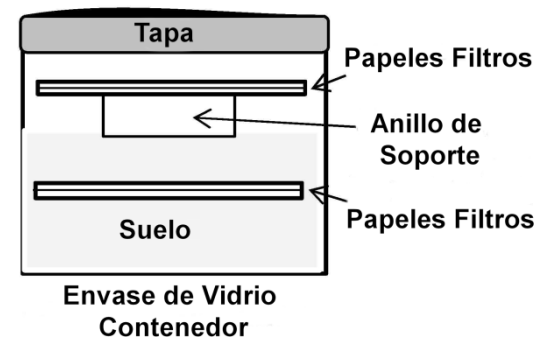 Tapa
Papeles Filtros
Anillo de
Soporte
Papeles Filtros
Suelo
Envase de Vidrio
Contenedor